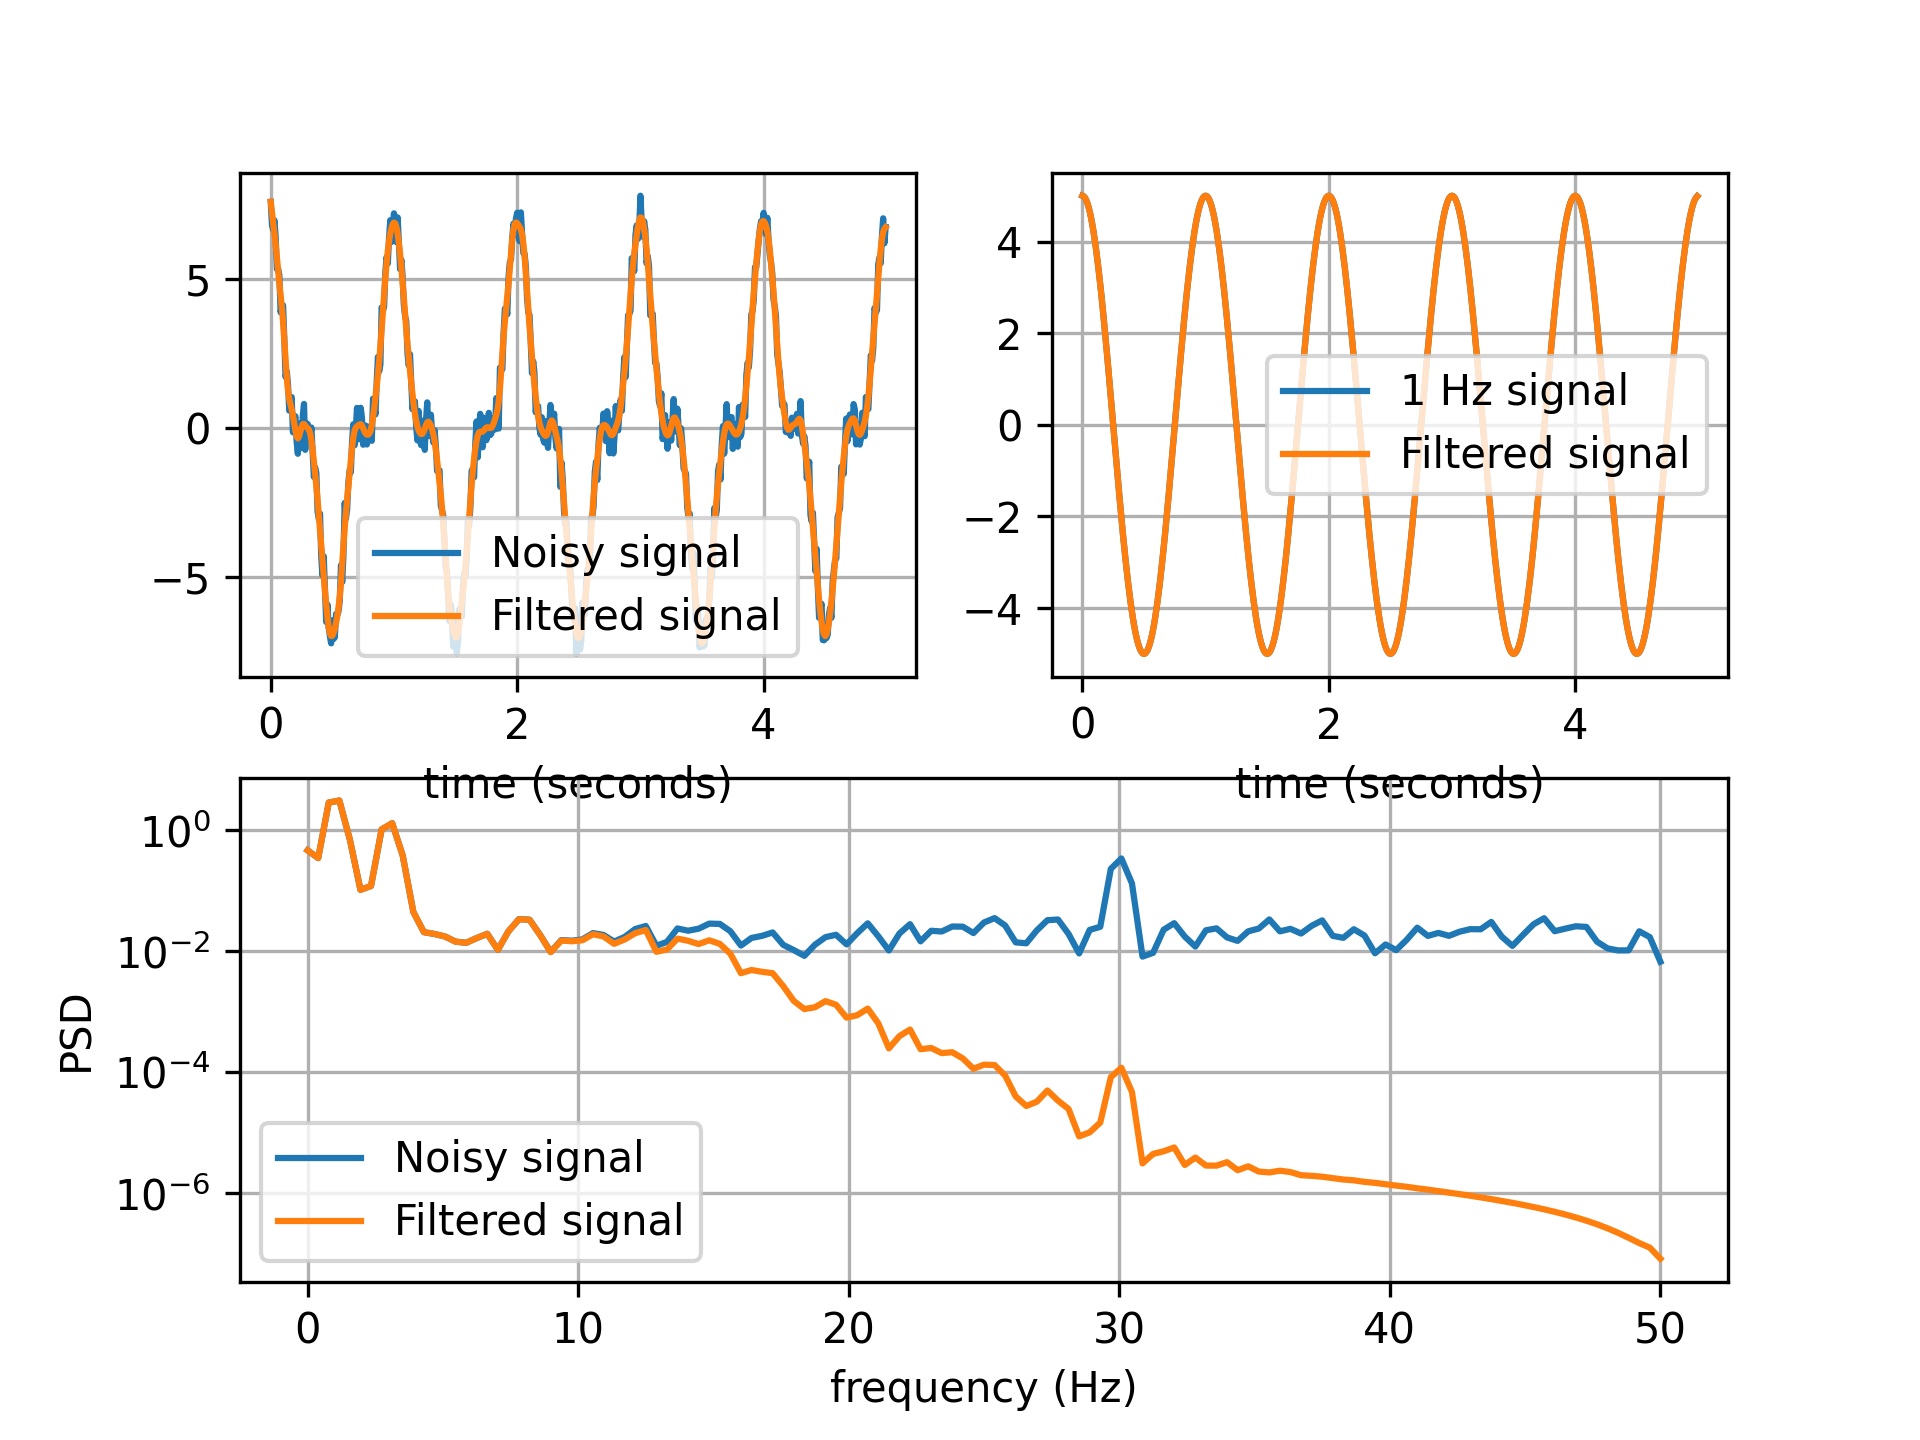 5
0
−5
Noisy signal
Filtered signal
0 2 4
time (seconds)
4
2
0
−2
−4
1 Hz signal
Filtered signal
0 2 4
time (seconds)
PSD
10⁰
10⁻²
10⁻⁴
10⁻⁶
Noisy signal
Filtered signal
0 10 20 30 40 50
frequency (Hz)